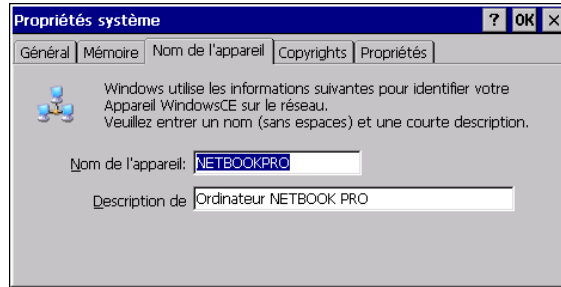 Propriétés système ? OK ×
Général Mémoire Nom de l'appareil Copyrights Propriétés
Windows utilise les informations suivantes pour identifier votre
Appareil WindowsCE sur le réseau.
Veuillez entrer un nom (sans espaces) et une courte description.
Nom de l'appareil: NETBOOKPRO
Description de Ordinateur NETBOOK PRO